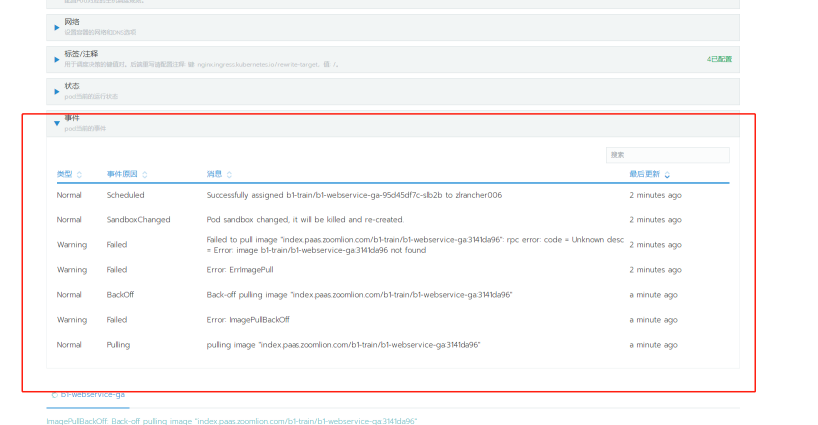 网络
设置容器的网络和DNS选项
标签/注释
用于调度决策的键值对，后端重写请配置注释 键: nginx.ingress.kubernetes.io/rewrite-target，值: /。
4已配置
状态
pod当前的运行状态
事件
pod当前的事件
搜索
类型 事件原因 消息 最后更新
Normal Scheduled Successfully assigned b1-train/b1-webservice-ga-95d45df7c-slb2b to zlrancher006 2 minutes ago
Normal SandboxChanged Pod sandbox changed, it will be killed and re-created. 2 minutes ago
Warning Failed Failed to pull image "index.paas.zoomlion.com/b1-train/b1-webservice-ga:3141da96": rpc error: code = Unknown desc
= Error: image b1-train/b1-webservice-ga:3141da96 not found 2 minutes ago
Warning Failed Error: ErrImagePull 2 minutes ago
Normal BackOff Back-off pulling image "index.paas.zoomlion.com/b1-train/b1-webservice-ga:3141da96" a minute ago
Warning Failed Error: ImagePullBackOff a minute ago
Normal Pulling pulling image "index.paas.zoomlion.com/b1-train/b1-webservice-ga:3141da96" a minute ago
b1-webservice-ga
ImagePullBackOff: Back-off pulling image "index.paas.zoomlion.com/b1-train/b1-webservice-ga:3141da96"